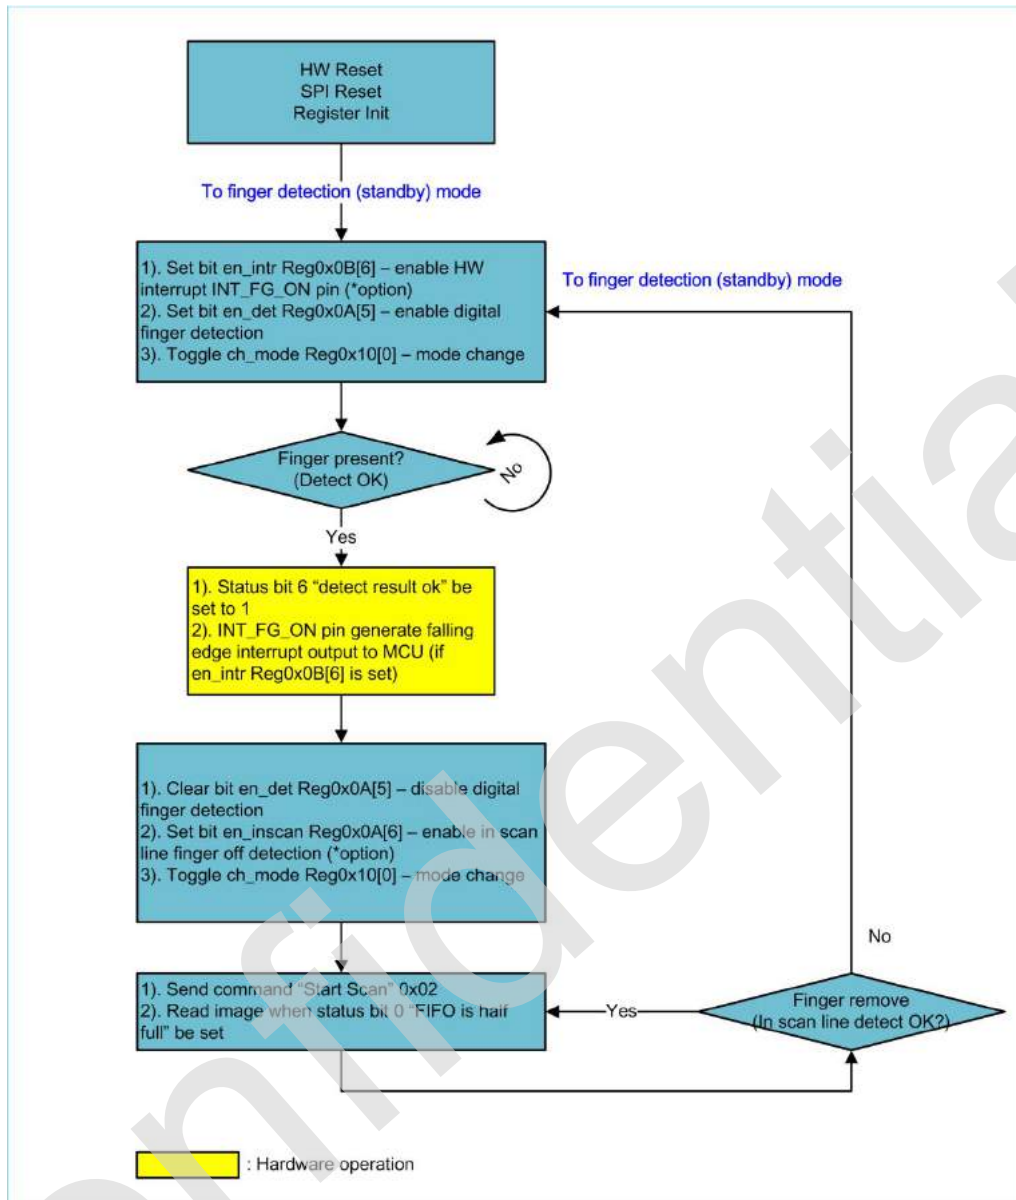 HW Reset
SPI Reset
Register Init
To finger detection (standby) mode
1). Set bit en_intr Reg0x0B[6] – enable HW
interrupt INT_FG_ON pin (*option)
2). Set bit en_det Reg0x0A[5] – enable digital
finger detection
3). Toggle ch_mode Reg0x10[0] – mode change
To finger detection (standby) mode
Finger present?
(Detect OK)
No
Yes
1). Status bit 6 “detect result ok” be
set to 1
2). INT_FG_ON pin generate falling
edge interrupt output to MCU (if
en_intr Reg0x0B[6] is set)
1). Clear bit en_det Reg0x0A[5] – disable digital
finger detection
2). Set bit en_inscan Reg0x0A[6] – enable in scan
line finger off detection (*option)
3). Toggle ch_mode Reg0x10[0] – mode change
No
1). Send command “Start Scan” 0x02
2). Read image when status bit 0 “FIFO is half
full” be set
Yes
Finger remove
(In scan line detect OK?)
: Hardware operation
onfidentia